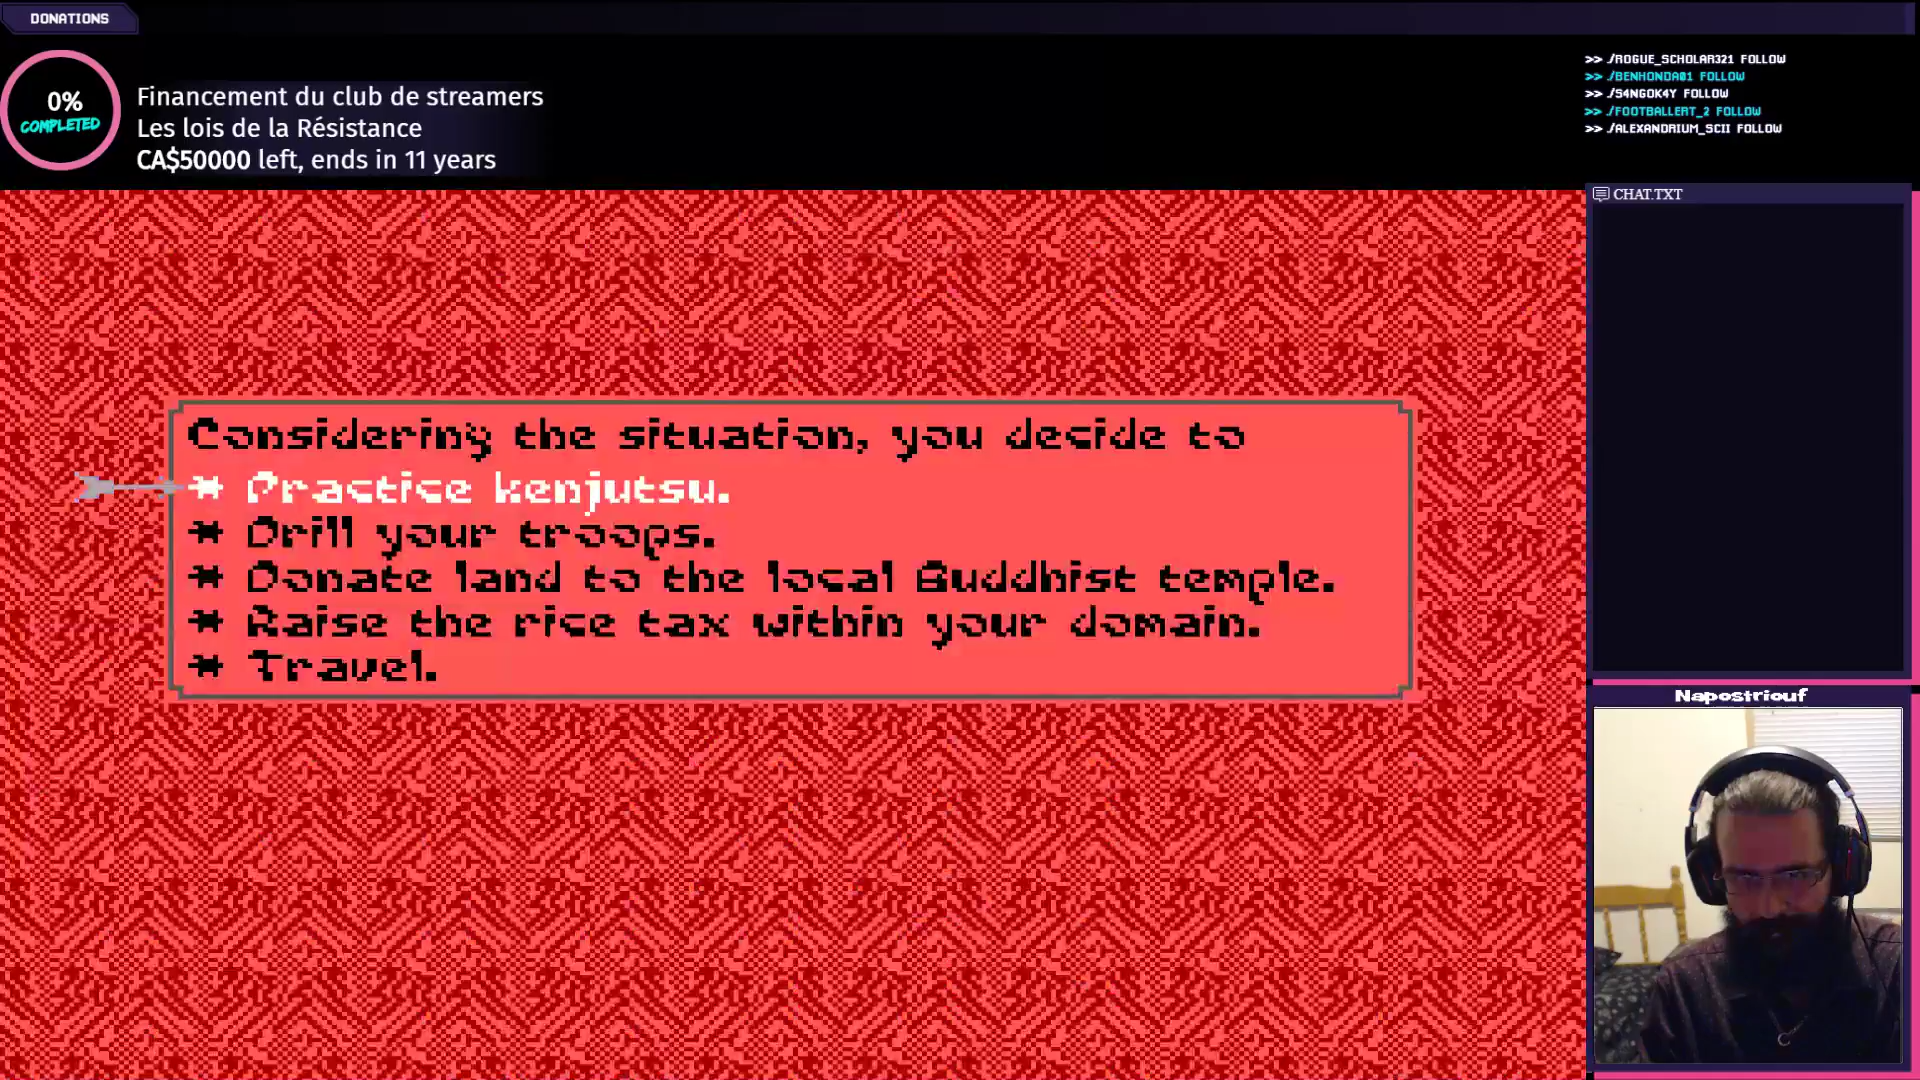 DONATIONS
0%
COMPLETED
Financement du club de streamers
Les lois de la Résistance
CA$50000 left, ends in 11 years
>> ./ROGUE_SCHOLAR321 FOLLOW
>> ./BENHONDA01 FOLLOW
>> ./S4NGOK4Y FOLLOW
>> ./FOOTBALLERT_2 FOLLOW
>> ./ALEXANDRIUM_SCII FOLLOW
CHAT.TXT
Considering the situation, you decide to
* Practice kenjutsu.
* Drill your troops.
* Donate land to the local Buddhist temple.
* Raise the rice tax within your domain.
* Travel.
Napostriouf